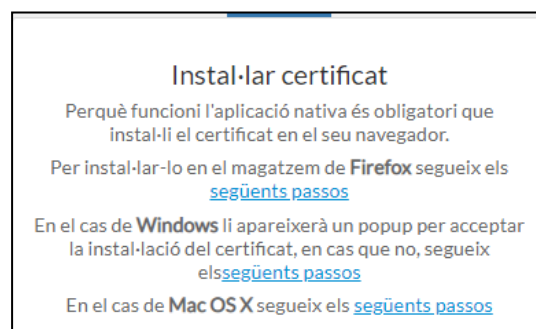 Instal·lar certificat
Perquè funcioni l'aplicació nativa és obligatori que
instal·li el certificat en el seu navegador.
Per instal·lar-lo en el magatzem de Firefox segueix els
següents passos
En el cas de Windows li apareixerà un popup per acceptar
la instal·lació del certificat, en cas que no, segueix
elssegüents passos
En el cas de Mac OS X segueix els següents passos